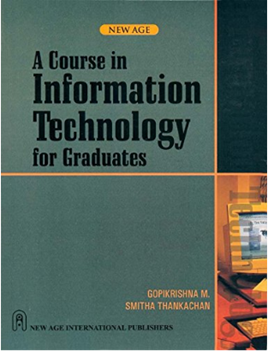 NEW AGE
A Course in
Information
Technology
for Graduates
GOPIKRISHNA M.
SMITHA THANKACHAN
NEW AGE INTERNATIONAL PUBLISHERS